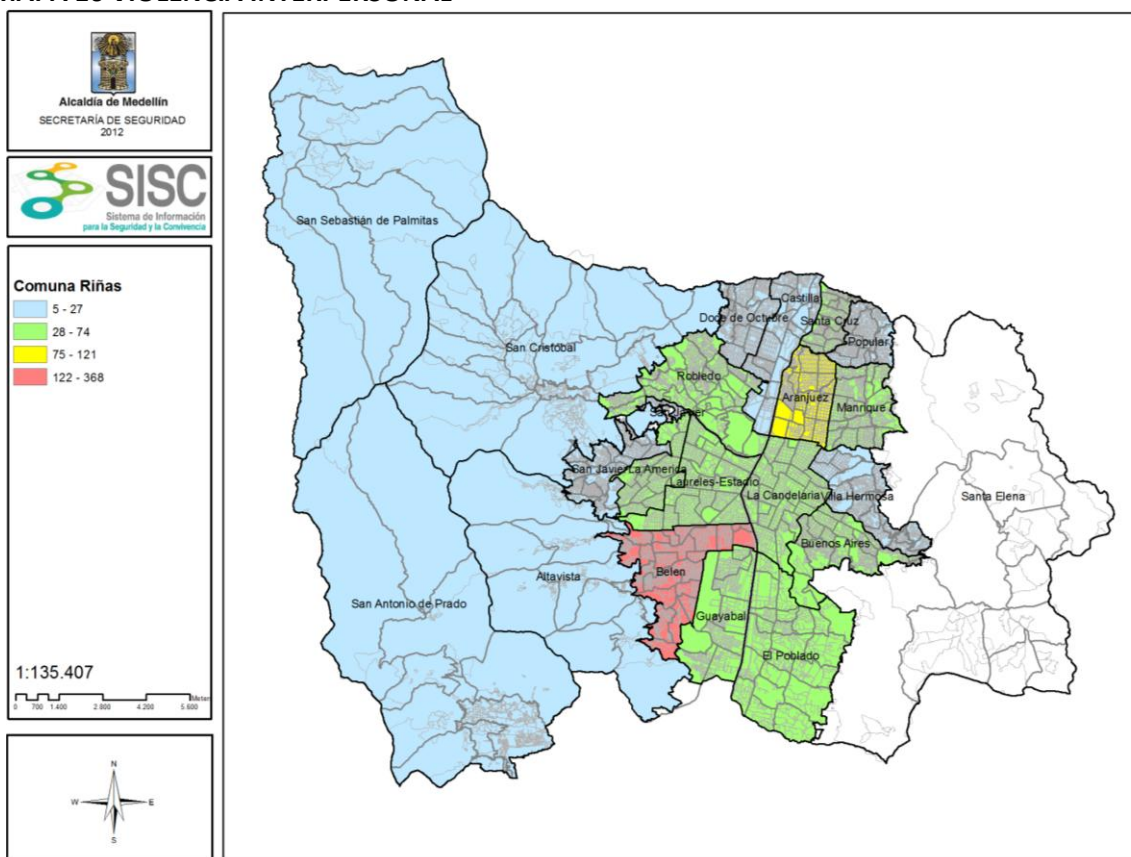 Alcaldía de Medellín
SECRETARÍA DE SEGURIDAD
2012
SISC
Sistema de Información
para la Seguridad y la Convivencia
Comuna Riñas
5 - 27
28 - 74
75 - 121
122 - 368
1:135.407
0 700 1.400 2.800 4.200 5.600
N
W E
S
San Sebastián de Palmitas
Castilla
Doce de Octubre
Santa Cruz
Popular
San Cristóbal
Robledo
Aranjuez
Manrique
San Javier
San Javier
La America
Laureles-Estadio
La Candelaria
Villa Hermosa
Santa Elena
Buenos Aires
Belen
Altavista
San Antonio de Prado
Guayabal
El Poblado